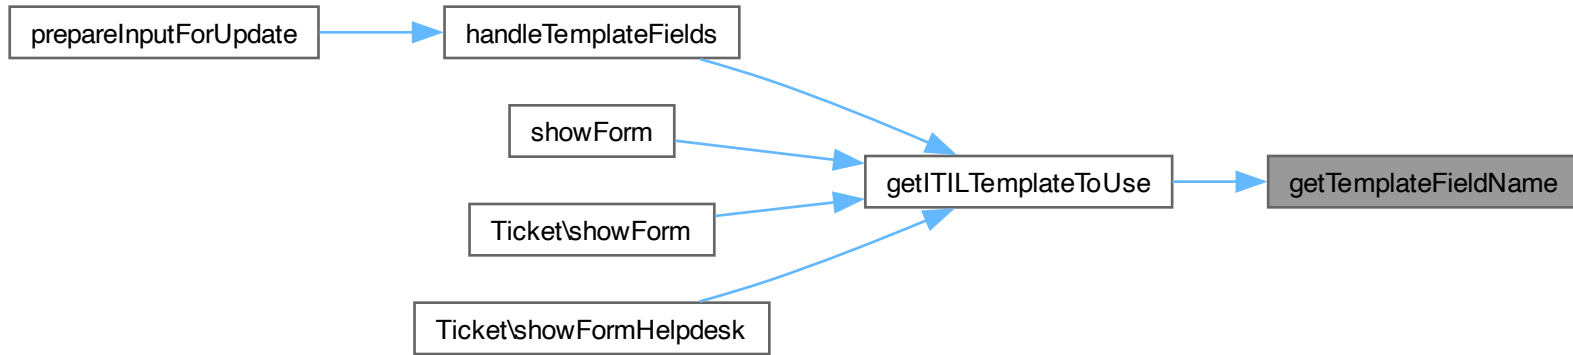 prepareInputForUpdate
handleTemplateFields
showForm
getITILTemplateToUse
getTemplateFieldName
Ticket\showForm
Ticket\showFormHelpdesk